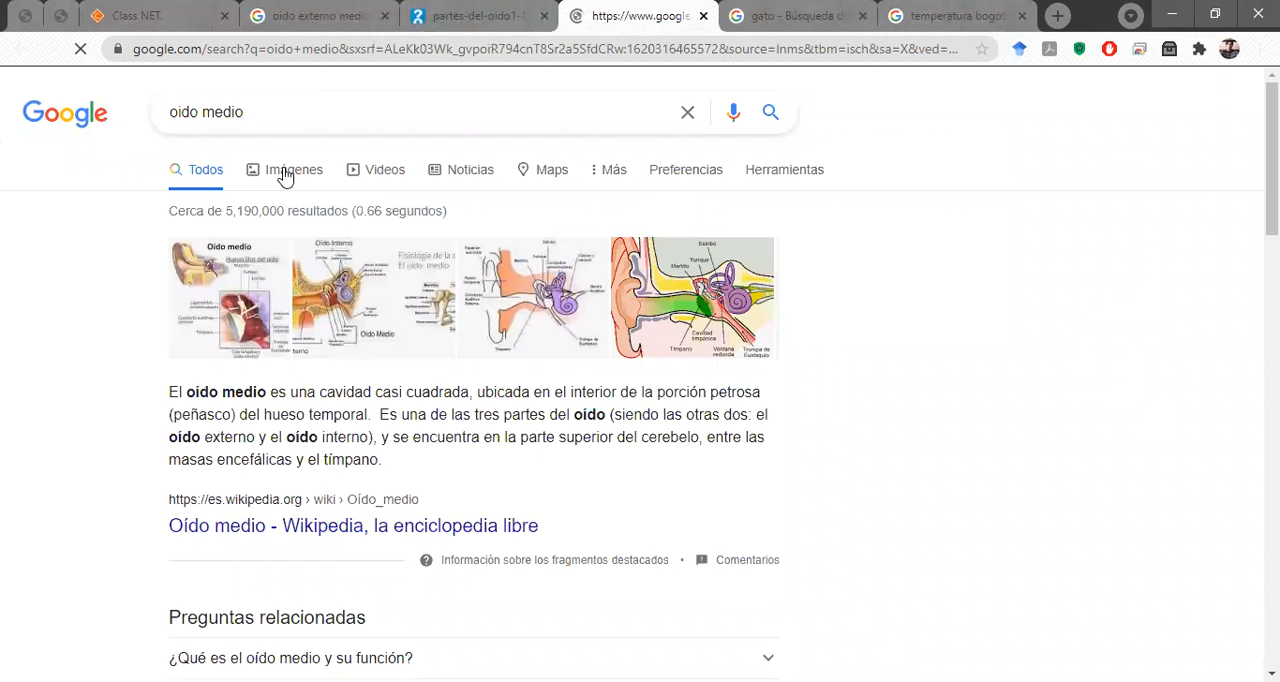 Class NET.
oido externo medi
partes-del-oido1-1
https://www.google
gato - Búsqueda d
temperatura bogot
google.com/search?q=oido+medio&sxsrf=ALeKk03Wk_gtpoiR794cnT8Sr2a5SfdCRw:1620316465572&source=lnms&tbm=isch&sa=X&ved=...
Google
oido medio
Todos
Imágenes
Videos
Noticias
Maps
Más
Preferencias
Herramientas
Cerca de 5,190,000 resultados (0.66 segundos)
Oído medio
Oído Interno
Oído Medio
Martillo
Yunque
Estribo
Cavidad timpánica
Tímpano
Ventana redonda
Trompa de Eustaquio
El oído medio es una cavidad casi cuadrada, ubicada en el interior de la porción petrosa
(peñasco) del hueso temporal. Es una de las tres partes del oído (siendo las otras dos: el
oído externo y el oído interno), y se encuentra en la parte superior del cerebelo, entre las
masas encefálicas y el tímpano.
https://es.wikipedia.org › wiki › Oído_medio
Oído medio - Wikipedia, la enciclopedia libre
Información sobre los fragmentos destacados
Comentarios
Preguntas relacionadas
¿Qué es el oído medio y su función?